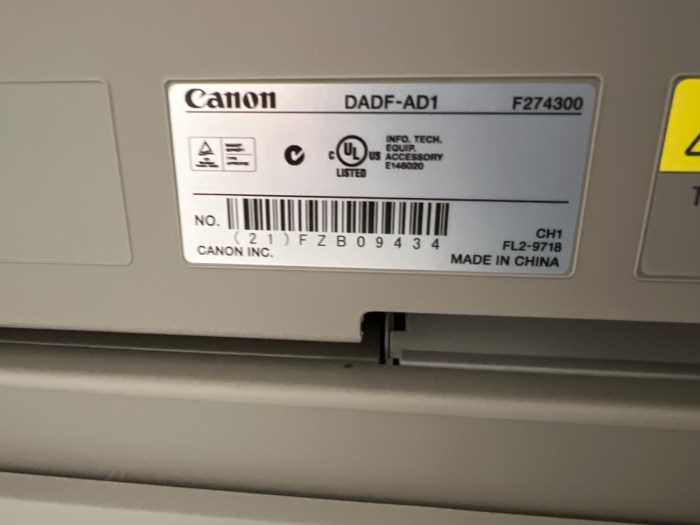 Canon DADF-AD1 F274300
c UL US
LISTED
INFO. TECH.
EQUIP.
ACCESSORY
E146020
NO.
(21)FZB09434
CANON INC.
CH1
FL2-9718
MADE IN CHINA
T